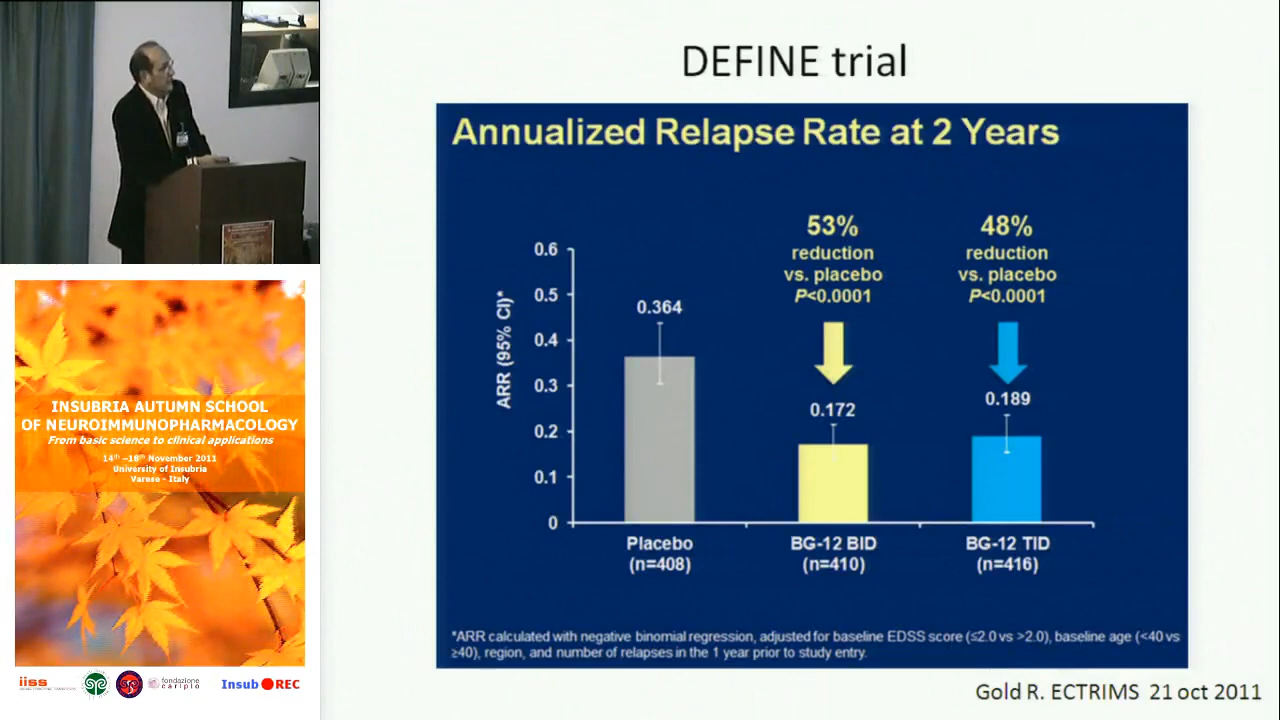 DEFINE trial
Annualized Relapse Rate at 2 Years
53%
reduction
vs. placebo
P<0.0001
48%
reduction
vs. placebo
P<0.0001
ARR (95% CI)*
0.6
0.5
0.4
0.3
0.2
0.1
0
0.364
0.172
0.189
Placebo
(n=408)
BG-12 BID
(n=410)
BG-12 TID
(n=416)
*ARR calculated with negative binomial regression, adjusted for baseline EDSS score (≤2.0 vs >2.0), baseline age (<40 vs
≥40), region, and number of relapses in the 1 year prior to study entry.
Gold R. ECTRIMS 21 oct 2011
INSUBRIA AUTUMN SCHOOL
OF NEUROIMMUNOPHARMACOLOGY
From basic science to clinical applications
14th –18th November 2011
University of Insubria
Varese - Italy
iiss
fondazione
cariplo
Insub REC